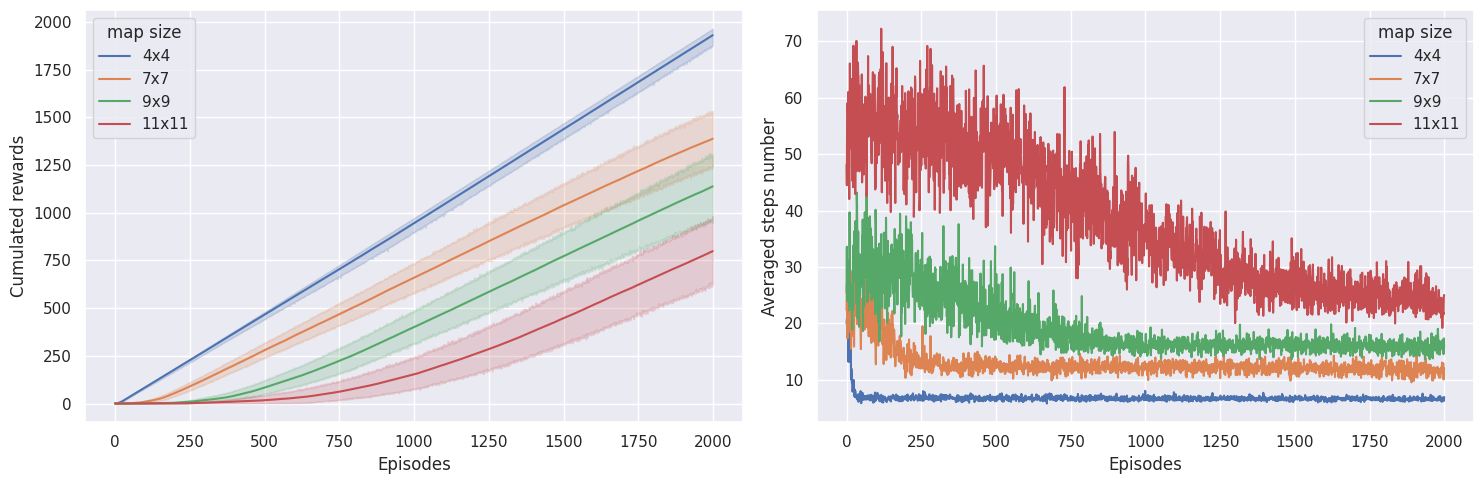 map size
4x4
7x7
9x9
11x11
Cumulated rewards
2000
1750
1500
1250
1000
750
500
250
0
0 250 500 750 1000 1250 1500 1750 2000
Episodes
map size
4x4
7x7
9x9
11x11
Averaged steps number
70
60
50
40
30
20
10
0 250 500 750 1000 1250 1500 1750 2000
Episodes